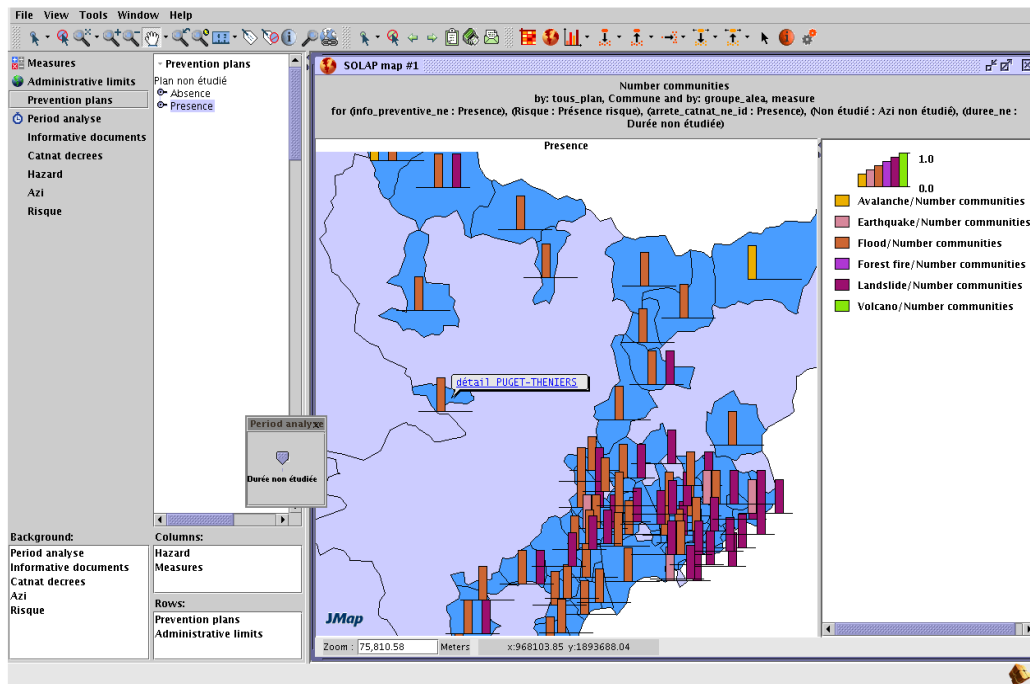 File View Tools Window Help
Measures
Administrative limits
Prevention plans
Period analyse
Informative documents
Catnat decrees
Hazard
Azi
Risque
Prevention plans
Plan non étudié
Absence
Presence
SOLAP map #1
Number communities
by: tous_plan, Commune and by: groupe_alea, measure
for (info_preventive_ne : Presence), (Risque : Présence risque), (arrete_catnat_ne_id : Presence), (Non étudié : Azi non étudié), (duree_ne :
Durée non étudiée)
Presence
détail PUGET-THENIERS
1.0
0.0
Avalanche/Number communities
Earthquake/Number communities
Flood/Number communities
Forest fire/Number communities
Landslide/Number communities
Volcano/Number communities
Period analyse
Durée non étudiée
Background:
Period analyse
Informative documents
Catnat decrees
Azi
Risque
Columns:
Hazard
Measures
Rows:
Prevention plans
Administrative limits
JMap
Zoom : 75,810.58 Meters x:968103.85 y:1893688.04